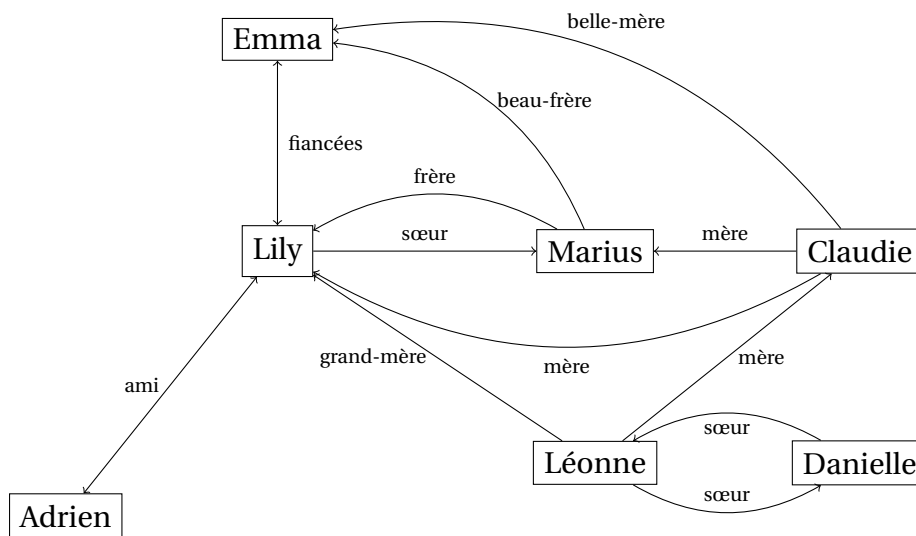 belle-mère
Emma
beau-frère
fiancées
frère
Lily
sœur
Marius
mère
Claudie
grand-mère
mère
mère
ami
sœur
Léonne
Danielle
sœur
Adrien